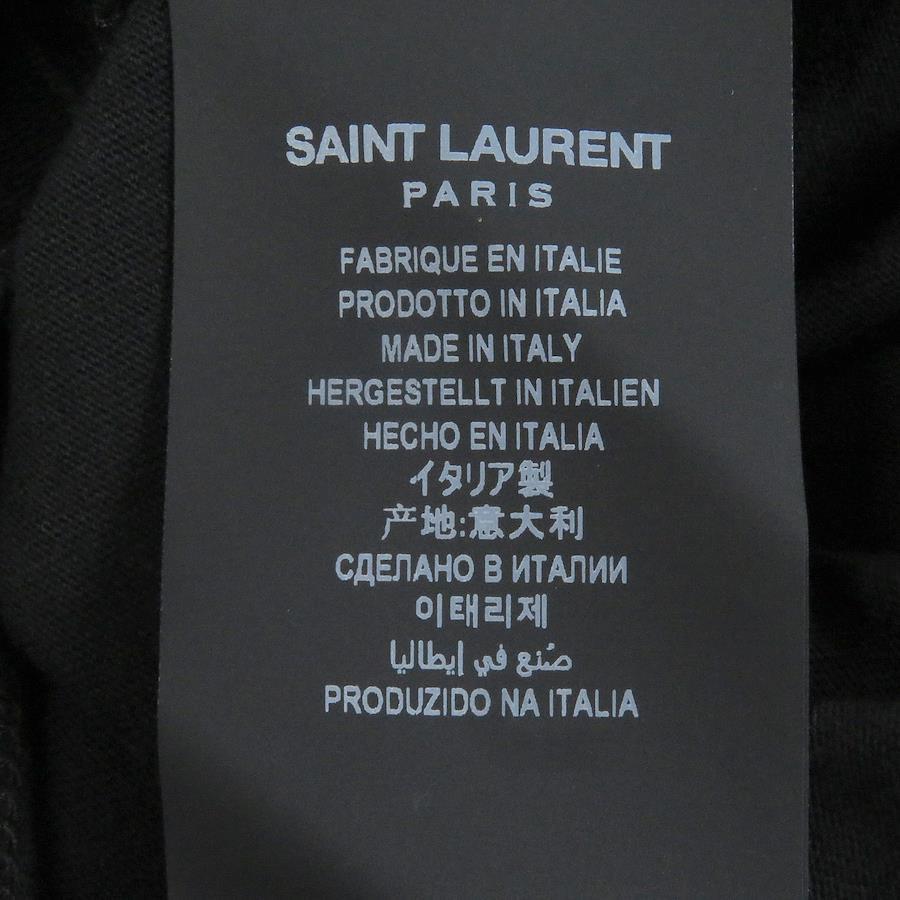 SAINT LAURENT
PARIS
FABRIQUE EN ITALIE
PRODOTTO IN ITALIA
MADE IN ITALY
HERGESTELLT IN ITALIEN
HECHO EN ITALIA
イタリア製
产地:意大利
СДЕЛАНО В ИТАЛИИ
이태리제
صُنع في إيطاليا
PRODUZIDO NA ITALIA